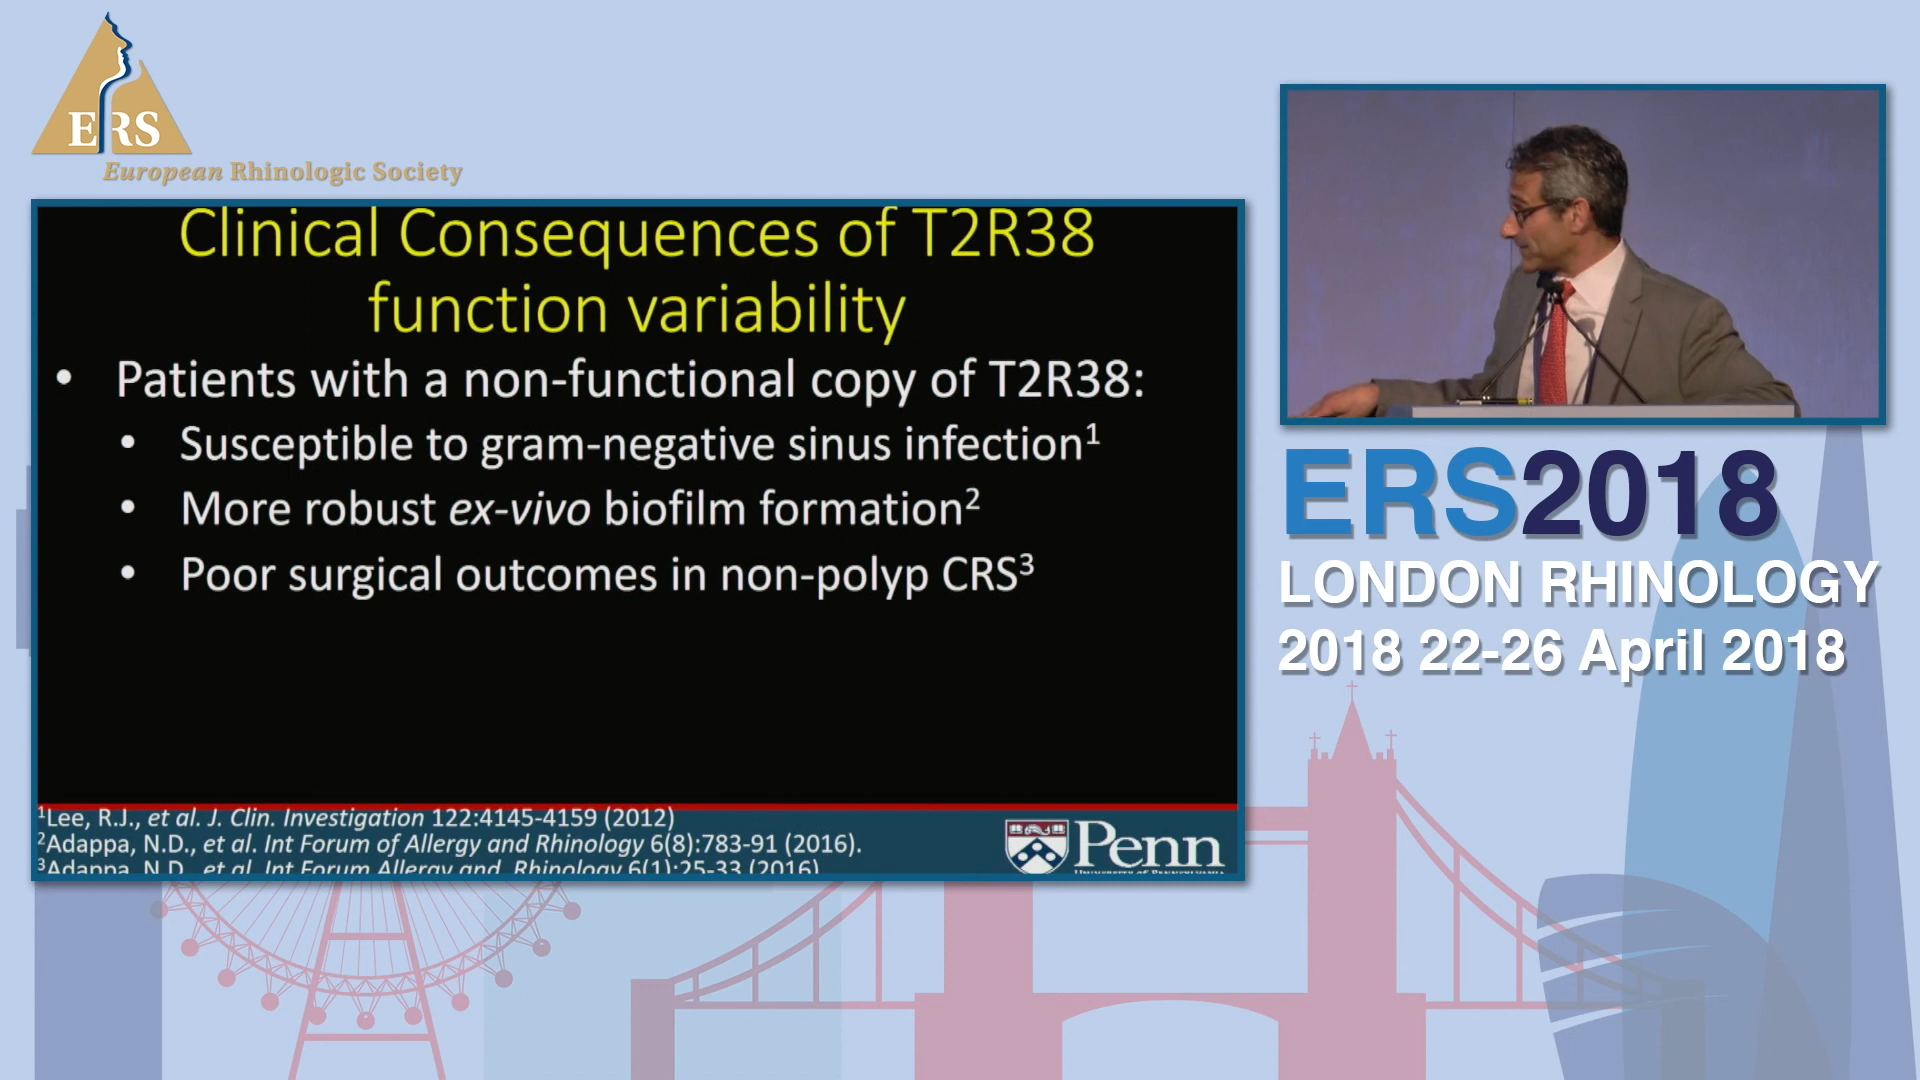 ERS
European Rhinologic Society
Clinical Consequences of T2R38
function variability
• Patients with a non-functional copy of T2R38:
• Susceptible to gram-negative sinus infection¹
• More robust ex-vivo biofilm formation²
• Poor surgical outcomes in non-polyp CRS³
¹Lee, R.J., et al. J. Clin. Investigation 122:4145-4159 (2012)
²Adappa, N.D., et al. Int Forum of Allergy and Rhinology 6(8):783-91 (2016).
³Adappa, N.D., et al. Int Forum Allergy and Rhinology 6(1):25-33 (2016)
Penn
University of Pennsylvania
ERS2018
LONDON RHINOLOGY
2018 22-26 April 2018